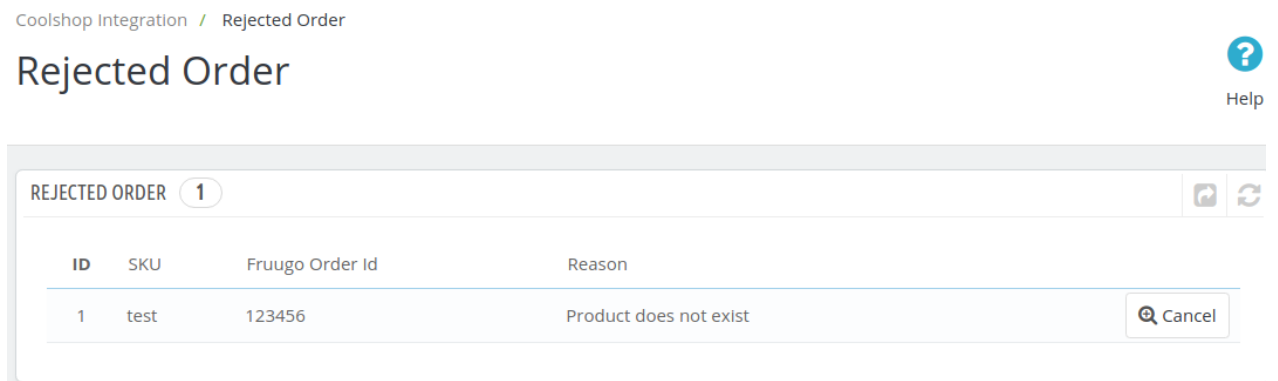 Coolshop Integration / Rejected Order
Rejected Order
?
Help
REJECTED ORDER 1
ID SKU Fruugo Order Id Reason
1 test 123456 Product does not exist Cancel